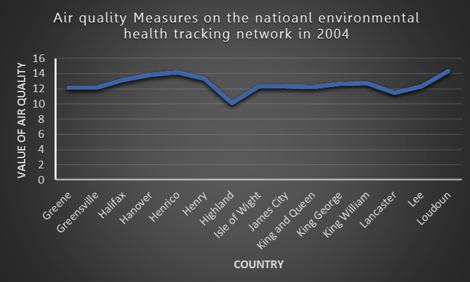 Air quality Measures on the natioanl environmental
health tracking network in 2004
VALUE OF AIR QUALITY
16
14
12
10
8
6
4
2
0
Greene
Greensville
Halifax
Hanover
Henrico
Henry
Highland
Isle of Wight
James City
King and Queen
King George
King William
Lancaster
Lee
Loudoun
COUNTRY